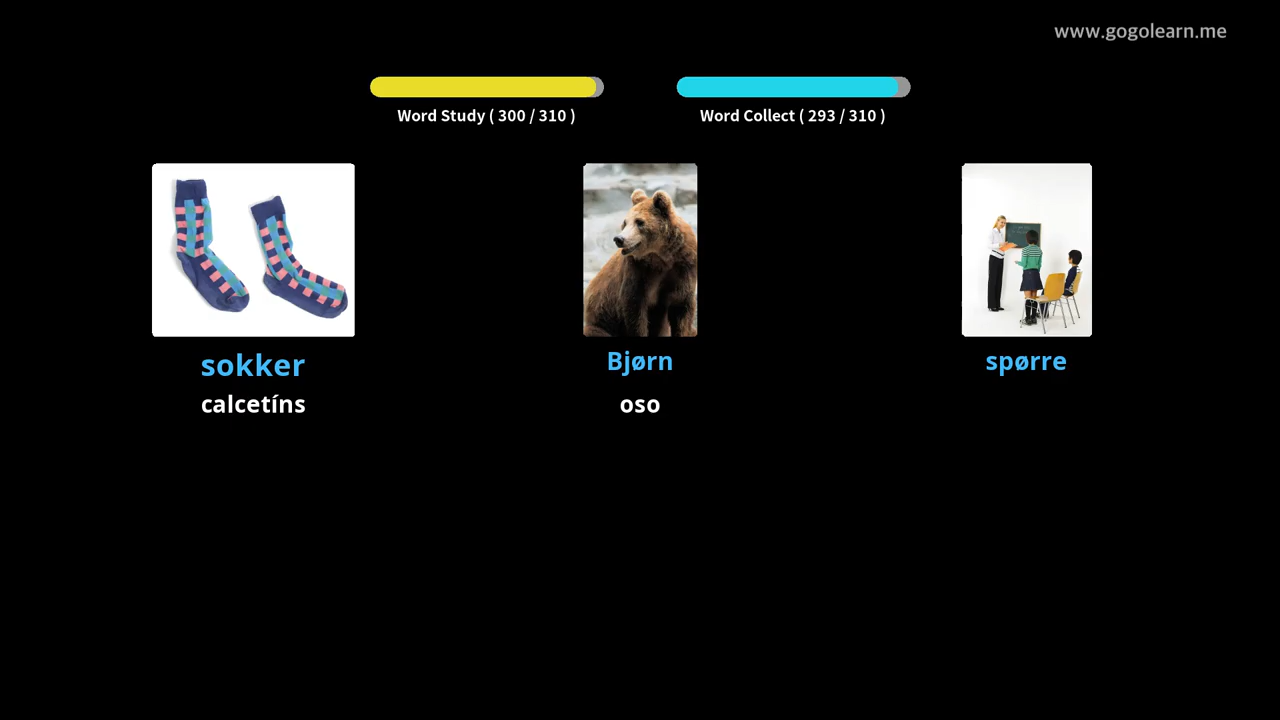 www.gogolearn.me
Word Study ( 300 / 310 )
Word Collect ( 293 / 310 )
sokker
Bjørn
spørre
calcetíns
oso